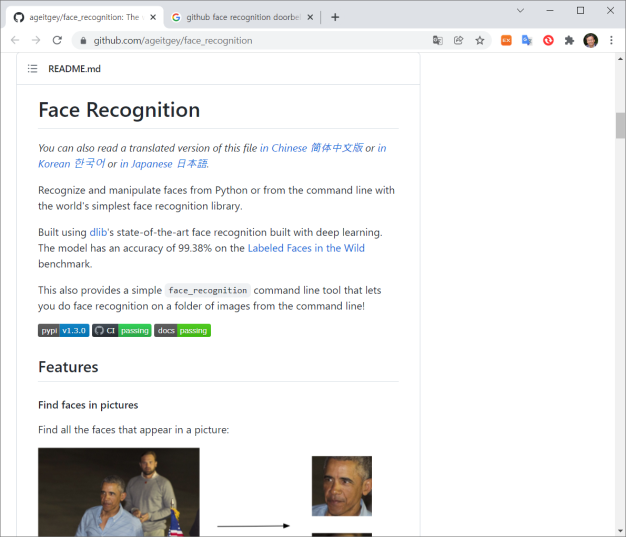 ageitgey/face_recognition: The
github face recognition doorbel
github.com/ageitgey/face_recognition
EX
README.md
Face Recognition
You can also read a translated version of this file in Chinese 简体中文版 or in
Korean 한국어 or in Japanese 日本語.
Recognize and manipulate faces from Python or from the command line with
the world's simplest face recognition library.
Built using dlib's state-of-the-art face recognition built with deep learning.
The model has an accuracy of 99.38% on the Labeled Faces in the Wild
benchmark.
This also provides a simple face_recognition command line tool that lets
you do face recognition on a folder of images from the command line!
pypi v1.3.0 CI passing docs passing
Features
Find faces in pictures
Find all the faces that appear in a picture: